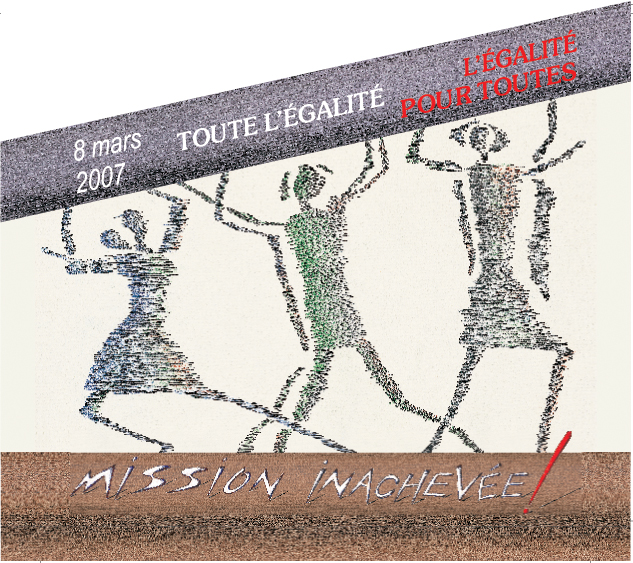 8 mars
2007
TOUTE L'ÉGALITÉ
L'ÉGALITÉ
POUR TOUTES
MISSION INACHEVÉE!